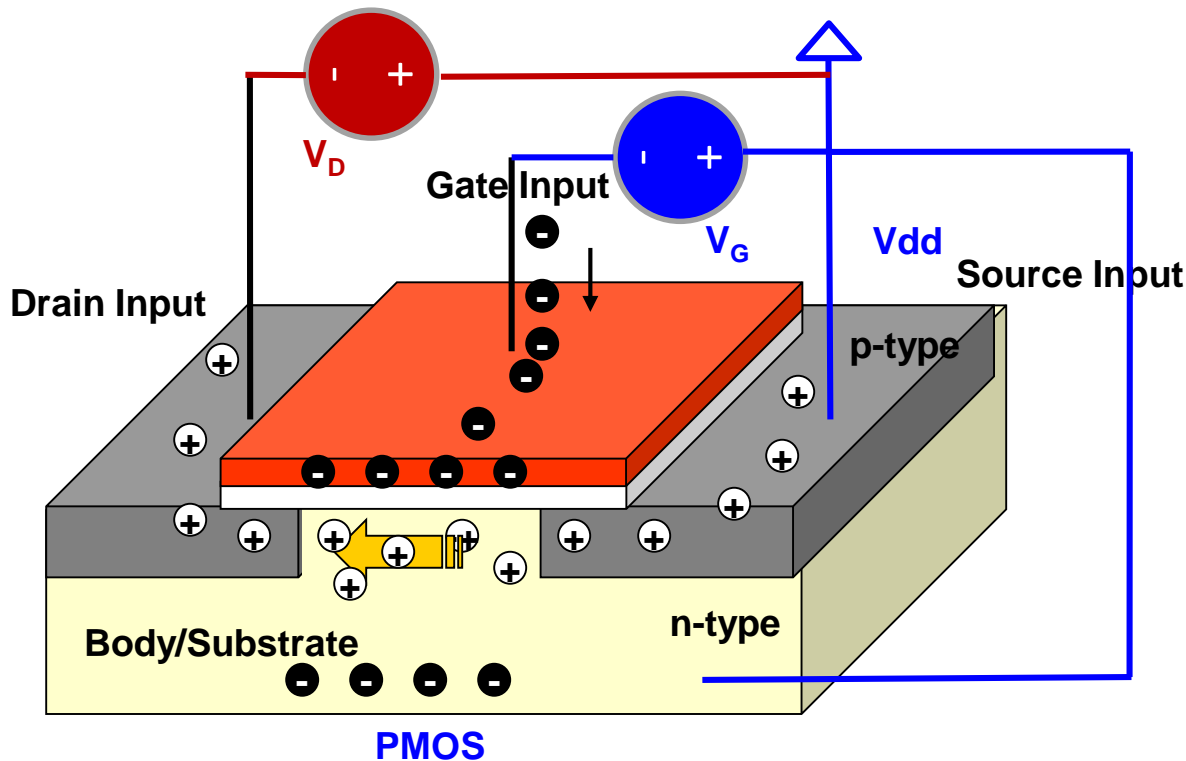 - +
V_D
- +
Gate Input
V_G
Vdd
Source Input
Drain Input
p-type
n-type
Body/Substrate
PMOS